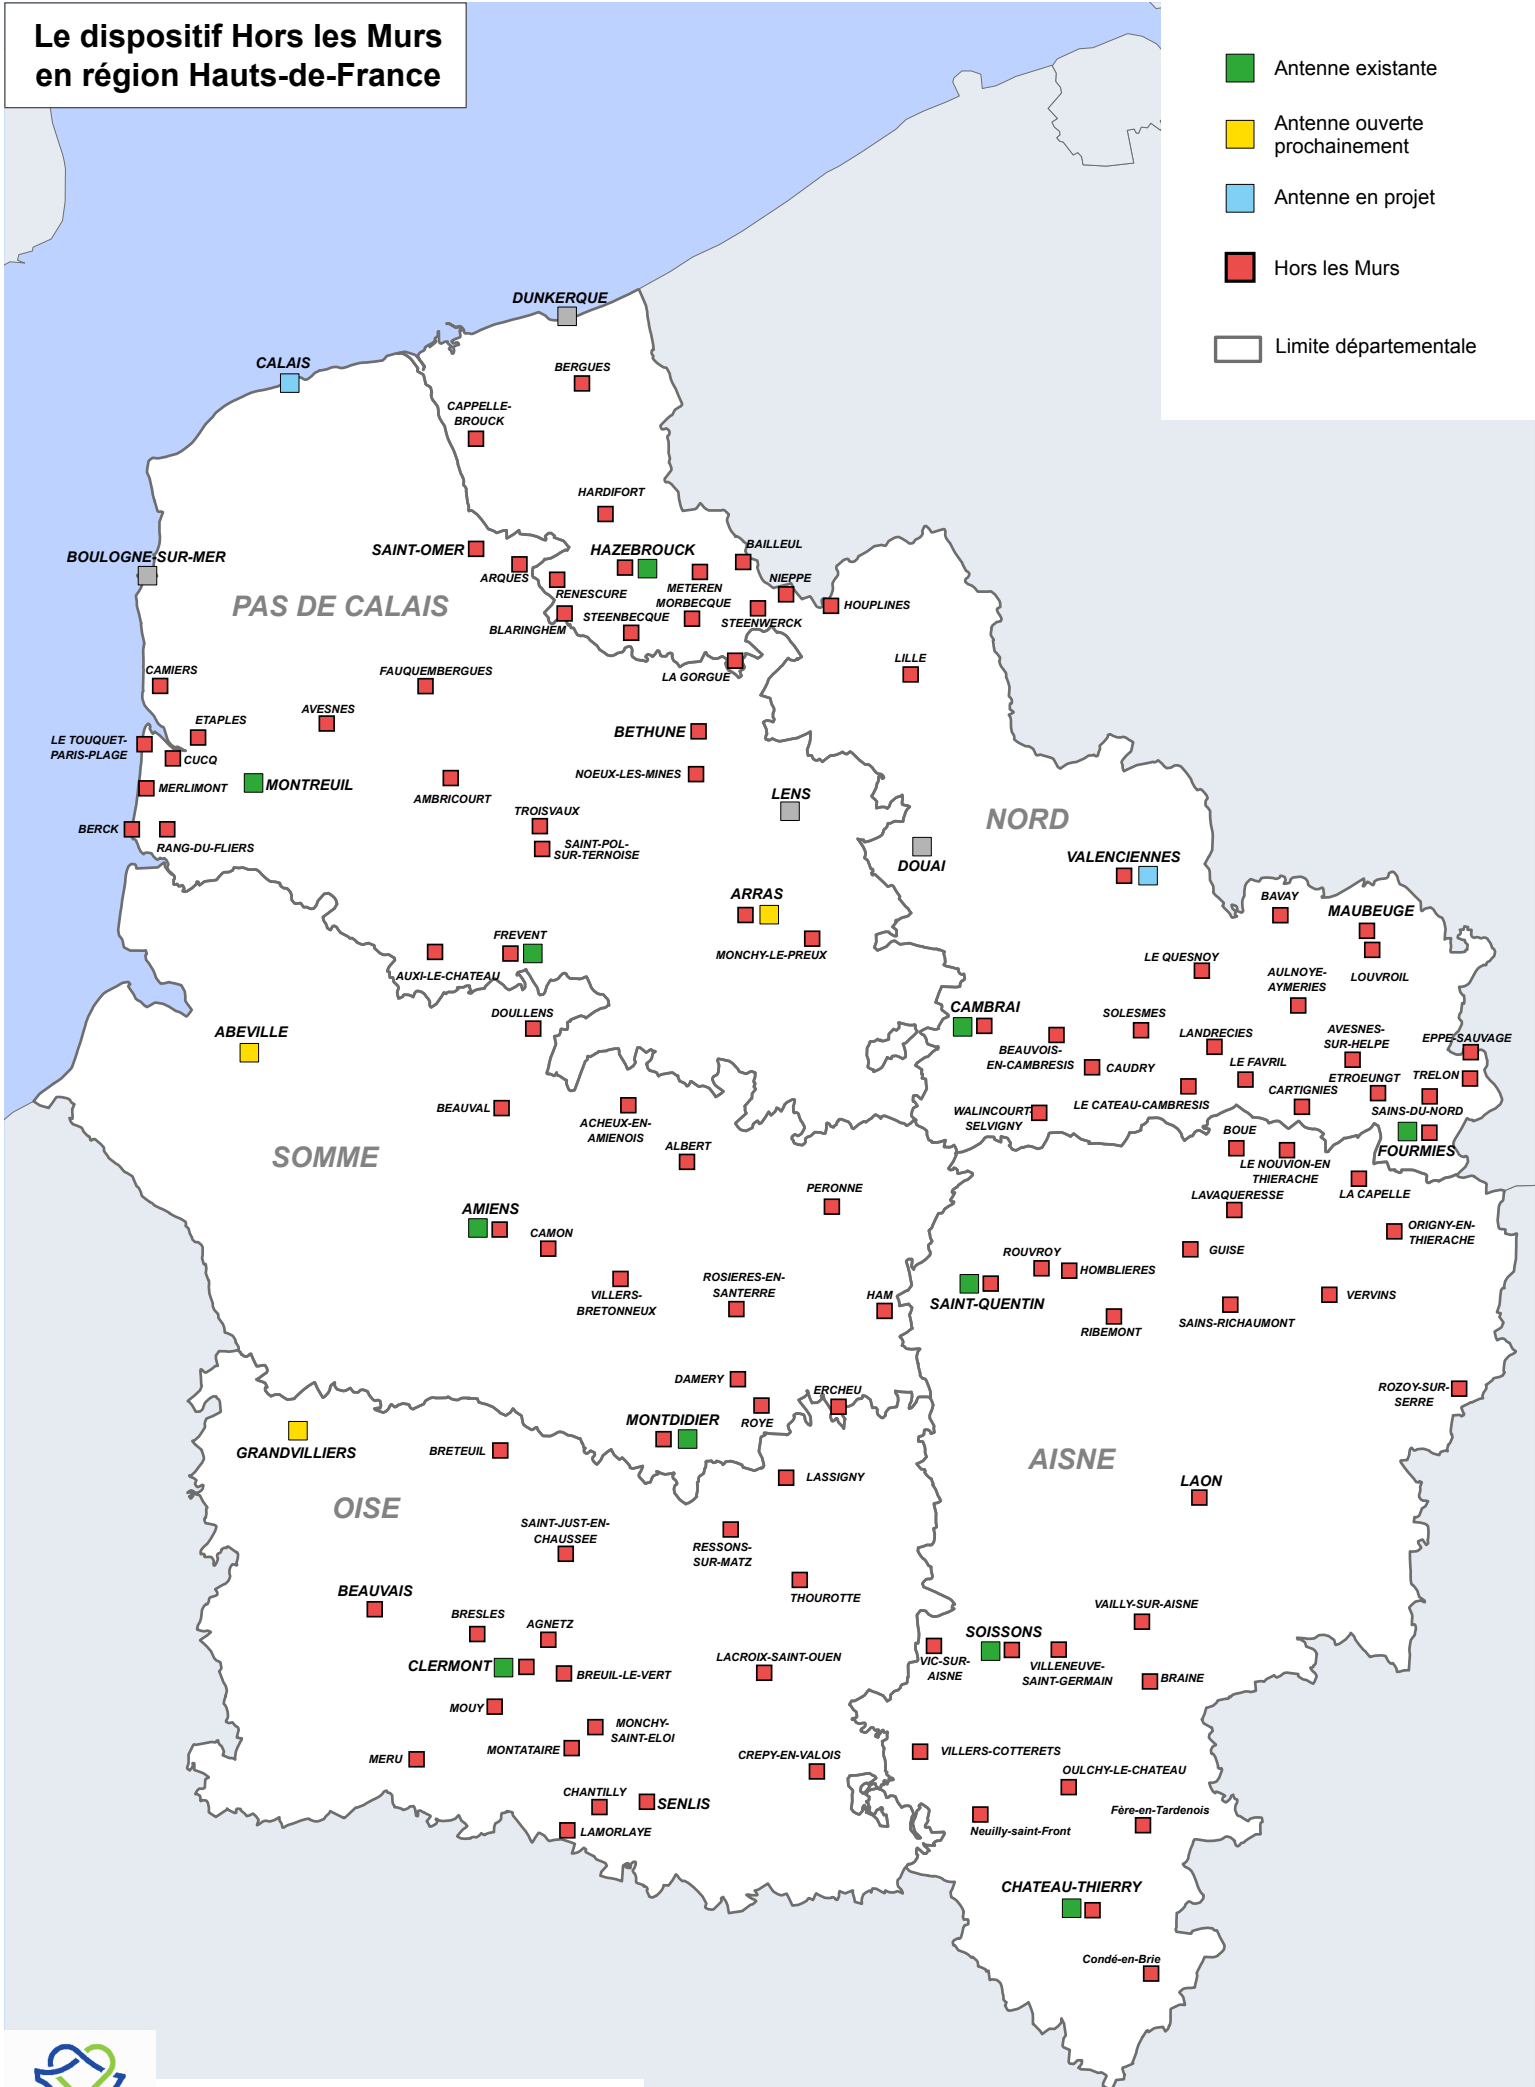 Le dispositif Hors les Murs
en région Hauts-de-France
Antenne existante
Antenne ouverte
prochainement
Antenne en projet
Hors les Murs
Limite départementale
DUNKERQUE
CALAIS
BERGUES
CAPPELLE-
BROUCK
HARDIFORT
SAINT-OMER
HAZEBROUCK
BAILLEUL
BOULOGNE-SUR-MER
ARQUES
METEREN
NIEPPE
RENESCURE
MORBECQUE
HOUPLINES
PAS DE CALAIS
STEENBECQUE
STEENWERCK
BLARINGHEM
LILLE
CAMIERS
FAUQUEMBERGUES
LA GORGUE
AVESNES
ETAPLES
BETHUNE
LE TOUQUET-
PARIS-PLAGE
CUCQ
NOEUX-LES-MINES
MERLIMONT
MONTREUIL
AMBRICOURT
LENS
TROISVAUX
NORD
BERCK
RANG-DU-FLIERS
SAINT-POL-
SUR-TERNOISE
VALENCIENNES
DOUAI
ARRAS
BAVAY
MAUBEUGE
FREVENT
MONCHY-LE-PREUX
LE QUESNOY
AUXI-LE-CHATEAU
AULNOYE-
AYMERIES
LOUVROIL
CAMBRAI
DOULLENS
SOLESMES
ABEVILLE
LANDRECIES
AVESNES-
SUR-HELPE
EPPE-SAUVAGE
BEAUVOIS-
EN-CAMBRESIS
CAUDRY
LE FAVRIL
ETROEUNGT
TRELON
CARTIGNIES
BEAUVAL
LE CATEAU-CAMBRESIS
WALINCOURT-
SELVIGNY
SAINS-DU-NORD
ACHEUX-EN-
AMIENOIS
BOUE
FOURMIES
ALBERT
SOMME
LE NOUVION-EN
THIERACHE
PERONNE
LAVAQUERESSE
LA CAPELLE
AMIENS
CAMON
ORIGNY-EN-
THIERACHE
ROUVROY
GUISE
HOMBLIERES
ROSIERES-EN-
SANTERRE
VILLERS-
BRETONNEUX
HAM
SAINT-QUENTIN
VERVINS
RIBEMONT
SAINS-RICHAUMONT
DAMERY
ERCHEU
ROZOY-SUR-
SERRE
MONTDIDIER
ROYE
GRANDVILLIERS
BRETEUIL
AISNE
LASSIGNY
LAON
OISE
SAINT-JUST-EN-
CHAUSSEE
RESSONS-
SUR-MATZ
BEAUVAIS
THOUROTTE
VAILLY-SUR-AISNE
BRESLES
AGNETZ
SOISSONS
CLERMONT
BREUIL-LE-VERT
LACROIX-SAINT-OUEN
VIC-SUR-
AISNE
VILLENEUVE-
SAINT-GERMAIN
BRAINE
MOUY
MONCHY-
SAINT-ELOI
MERU
MONTATAIRE
CREPY-EN-VALOIS
VILLERS-COTTERETS
OULCHY-LE-CHATEAU
CHANTILLY
SENLIS
Fère-en-Tardenois
LAMORLAYE
Neuilly-saint-Front
CHATEAU-THIERRY
Condé-en-Brie